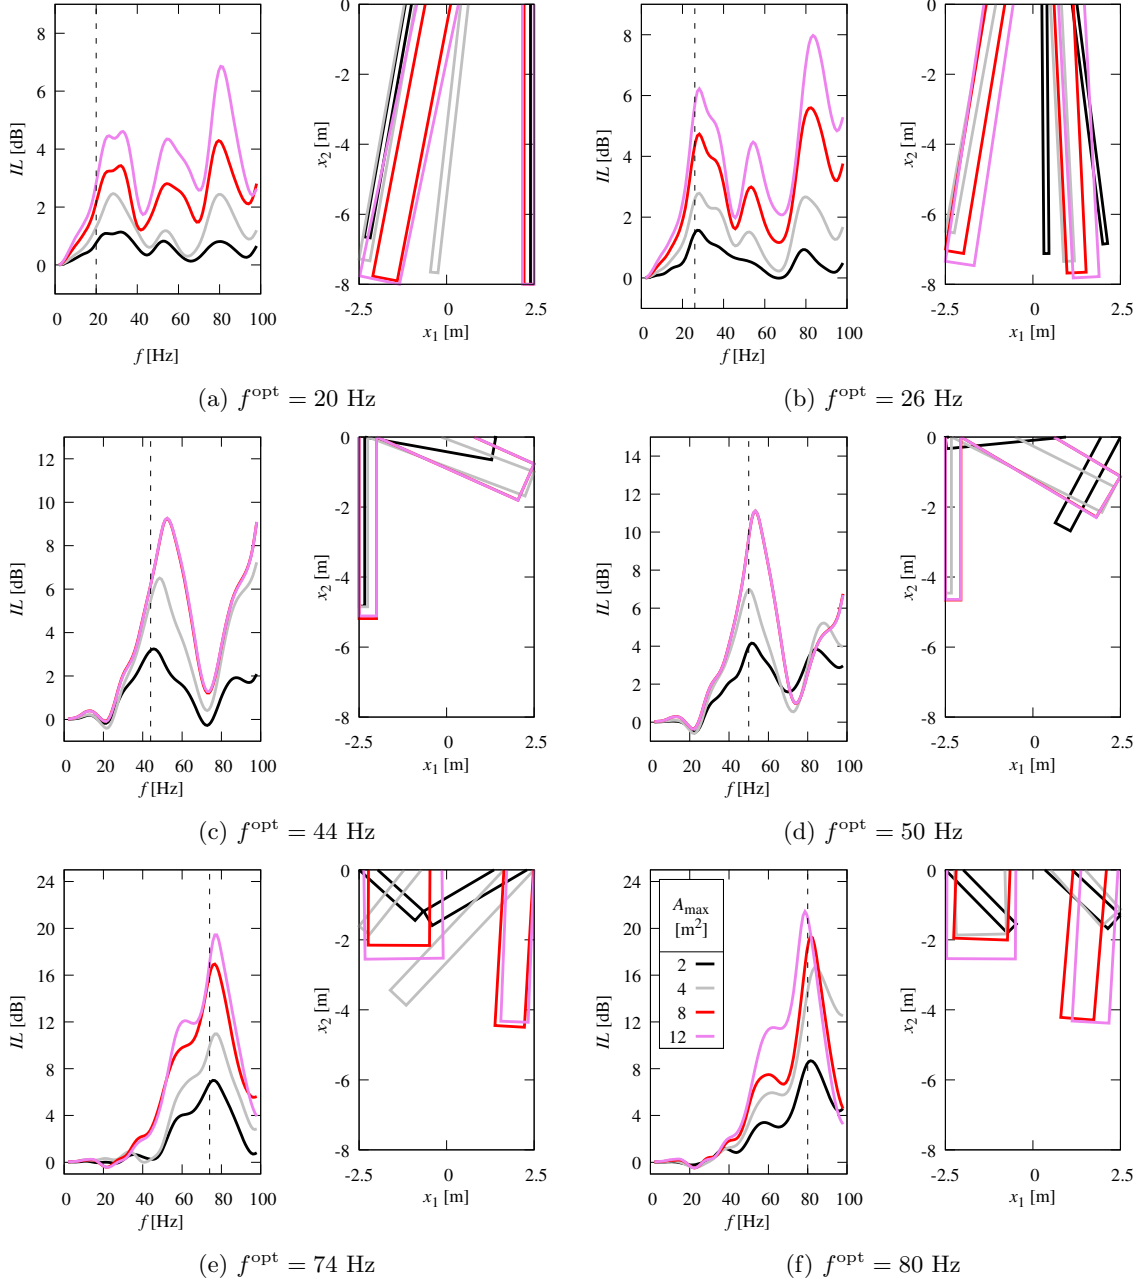 8
6
4
2
0
IL [dB]
0 20 40 60 80 100
f [Hz]
0
-2
-4
-6
-8
x2 [m]
-2.5 0 2.5
x1 [m]
8
6
4
2
0
IL [dB]
0 20 40 60 80 100
f [Hz]
0
-2
-4
-6
-8
x2 [m]
-2.5 0 2.5
x1 [m]
(a) f^opt = 20 Hz
(b) f^opt = 26 Hz
12
10
8
6
4
2
0
IL [dB]
0 20 40 60 80 100
f [Hz]
0
-2
-4
-6
-8
x2 [m]
-2.5 0 2.5
x1 [m]
14
12
10
8
6
4
2
0
IL [dB]
0 20 40 60 80 100
f [Hz]
0
-2
-4
-6
-8
x2 [m]
-2.5 0 2.5
x1 [m]
(c) f^opt = 44 Hz
(d) f^opt = 50 Hz
24
20
16
12
8
4
0
IL [dB]
0 20 40 60 80 100
f [Hz]
0
-2
-4
-6
-8
x2 [m]
-2.5 0 2.5
x1 [m]
24
20
16
12
8
4
0
IL [dB]
0 20 40 60 80 100
f [Hz]
Amax
[m²]
2
4
8
12
0
-2
-4
-6
-8
x2 [m]
-2.5 0 2.5
x1 [m]
(e) f^opt = 74 Hz
(f) f^opt = 80 Hz